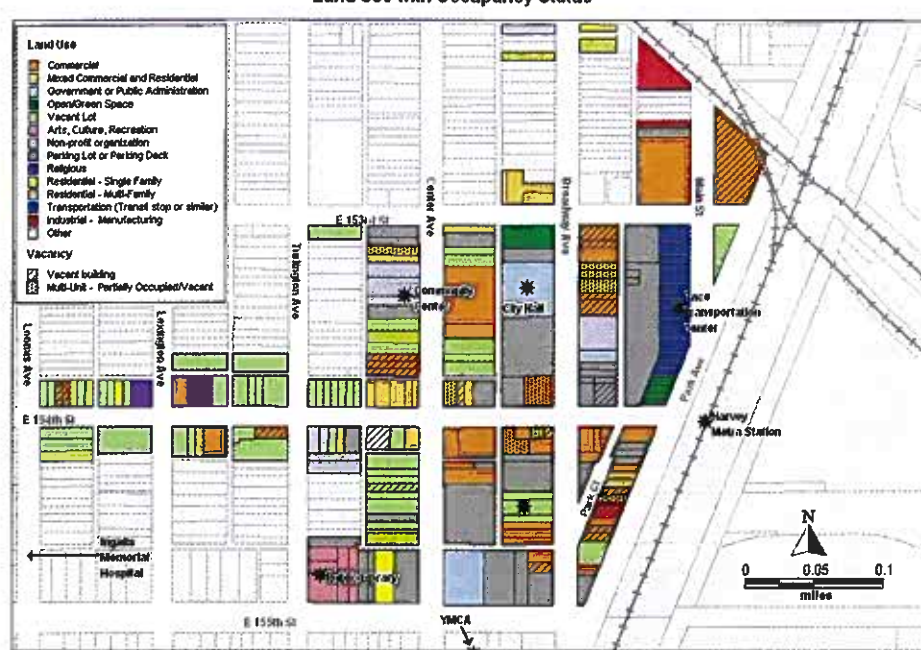 Land Use with Occupancy Status
Land Use
Commercial
Mixed Commercial and Residential
Government or Public Administration
Open/Green Space
Vacant Lot
Arts, Culture, Recreation
Non-profit organization
Parking Lot or Parking Deck
Religious
Residential - Single Family
Residential - Multi-Family
Transportation (Transit stop or similar)
Industrial - Manufacturing
Other
Vacancy
Vacant building
Multi-Unit - Partially Occupied/Vacant
Center Ave
Broadway Ave
Main St
E 153rd St
Turlington Ave
Community
Center
City Hall
Pace
Transportation
Center
Loomis Ave
Lexington Ave
Park Ave
E 154th St
Harvey
Metra Station
Park Ct
N
Ingalls
Memorial
Hospital
Library
0 0.05 0.1
miles
E 155th St
YMCA